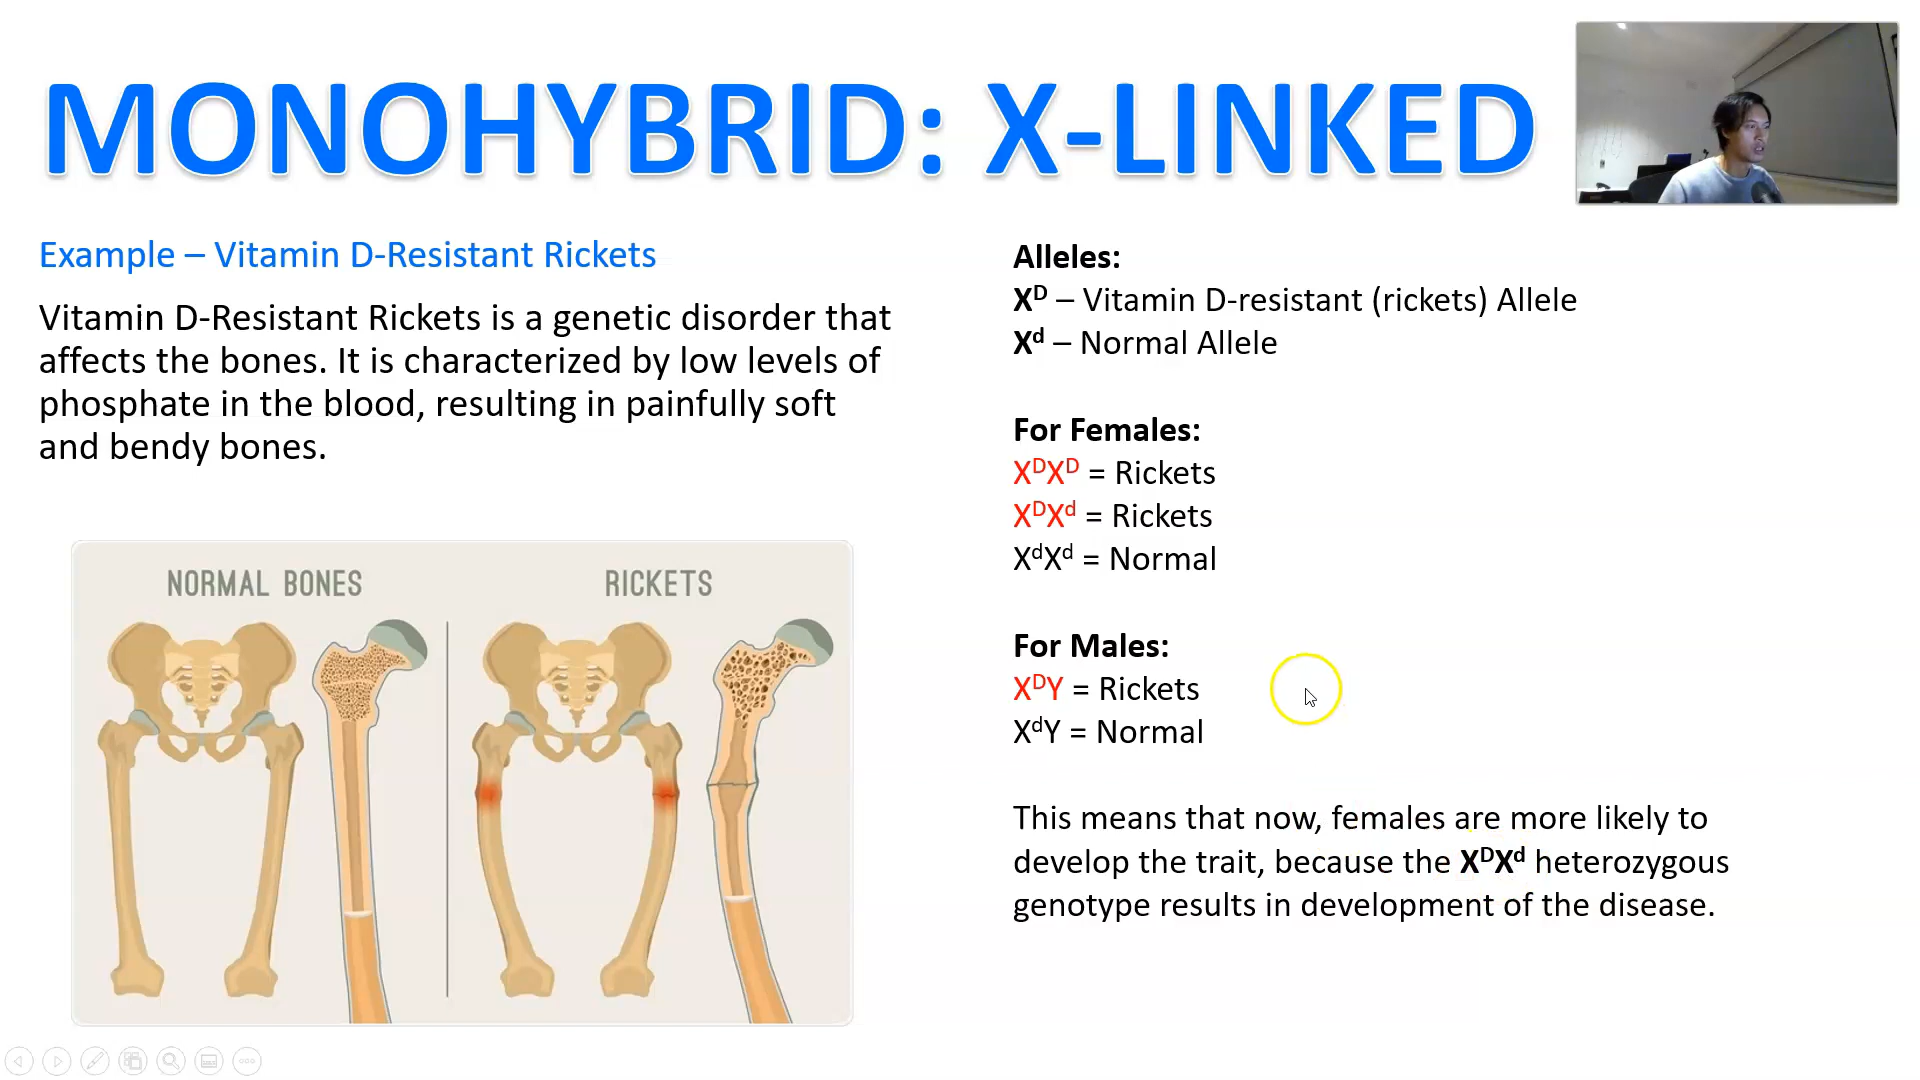 MONOHYBRID: X-LINKED
Example – Vitamin D-Resistant Rickets
Vitamin D-Resistant Rickets is a genetic disorder that
affects the bones. It is characterized by low levels of
phosphate in the blood, resulting in painfully soft
and bendy bones.
NORMAL BONES
RICKETS
Alleles:
Xᴰ – Vitamin D-resistant (rickets) Allele
Xᵈ – Normal Allele
For Females:
XᴰXᴰ = Rickets
XᴰXᵈ = Rickets
XᵈXᵈ = Normal
For Males:
XᴰY = Rickets
XᵈY = Normal
This means that now, females are more likely to
develop the trait, because the XᴰXᵈ heterozygous
genotype results in development of the disease.